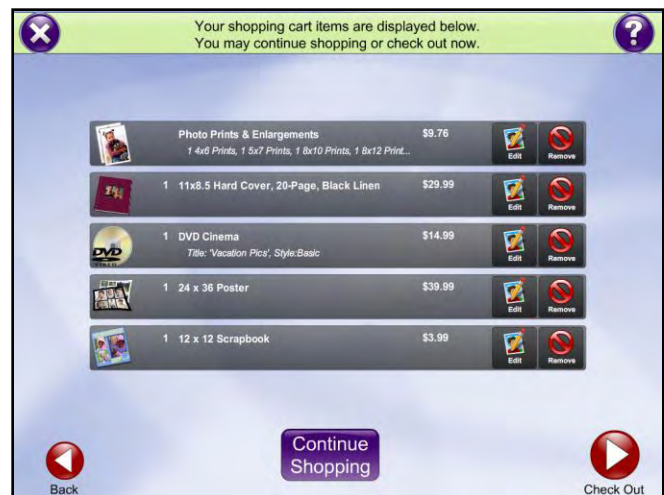 Your shopping cart items are displayed below.
You may continue shopping or check out now.
Photo Prints & Enlargements $9.76
1 4x6 Prints, 1 5x7 Prints, 1 8x10 Prints, 1 8x12 Print...
Edit Remove
1 11x8.5 Hard Cover, 20-Page, Black Linen $29.99
Edit Remove
1 DVD Cinema $14.99
Title: 'Vacation Pics', Style:Basic
DVD
VIDEO
Edit Remove
1 24 x 36 Poster $39.99
Edit Remove
1 12 x 12 Scrapbook $3.99
Edit Remove
Continue
Shopping
Back
Check Out